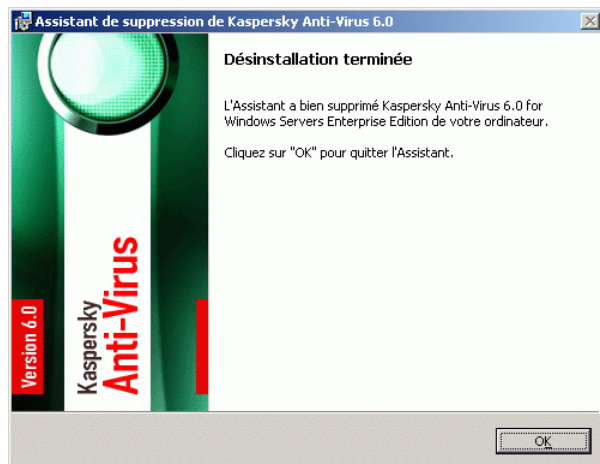 Assistant de suppression de Kaspersky Anti-Virus 6.0
Désinstallation terminée
L'Assistant a bien supprimé Kaspersky Anti-Virus 6.0 for
Windows Servers Enterprise Edition de votre ordinateur.
Cliquez sur "OK" pour quitter l'Assistant.
Version 6.0
Kaspersky
Anti-Virus
OK